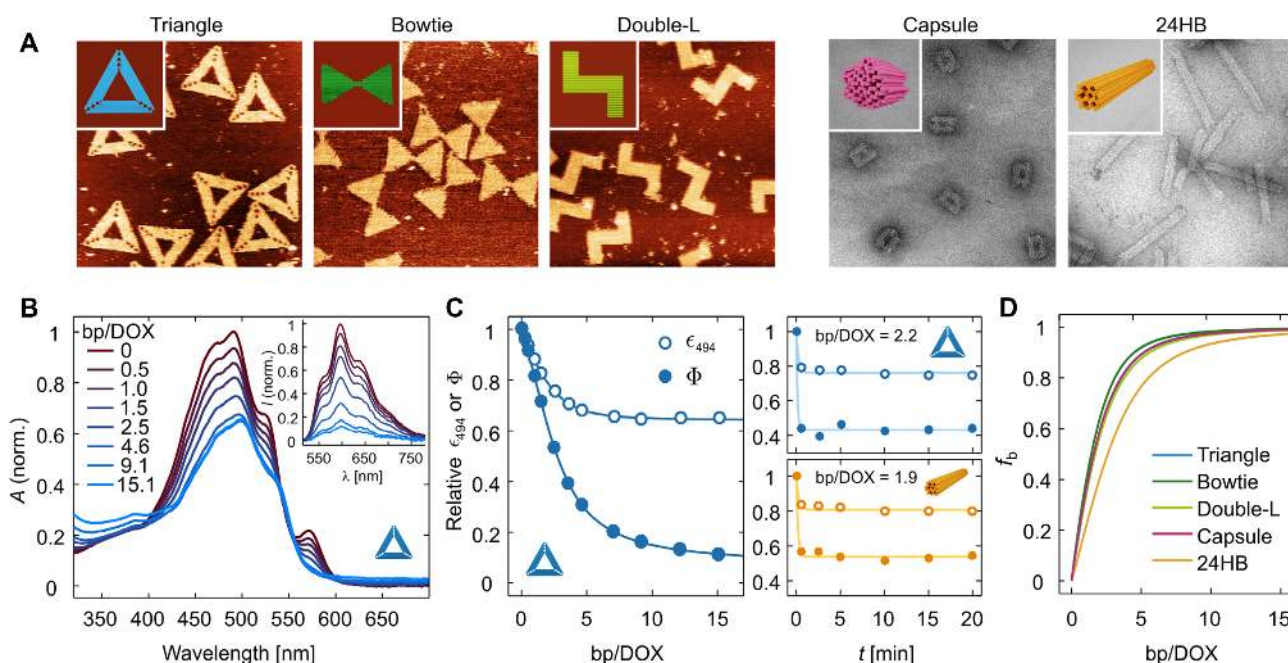 A
Triangle
Bowtie
Double-L
Capsule
24HB
B
bp/DOX
0
0.5
1.0
1.5
2.5
4.6
9.1
15.1
A (norm.)
1
0.8
0.6
0.4
0.2
0
350 400 450 500 550 600 650
Wavelength [nm]
I (norm.)
1
0.8
0.6
0.4
0.2
0
550 650 750
λ [nm]
C
Relative ϵ494 or Φ
1
0.8
0.6
0.4
0.2
0
ϵ494
Φ
0 5 10 15
bp/DOX
bp/DOX = 2.2
1
0.8
0.6
0.4
bp/DOX = 1.9
1
0.8
0.6
0.4
0 5 10 15 20
t [min]
D
fb
1
0.8
0.6
0.4
0.2
0
Triangle
Bowtie
Double-L
Capsule
24HB
0 5 10 15
bp/DOX